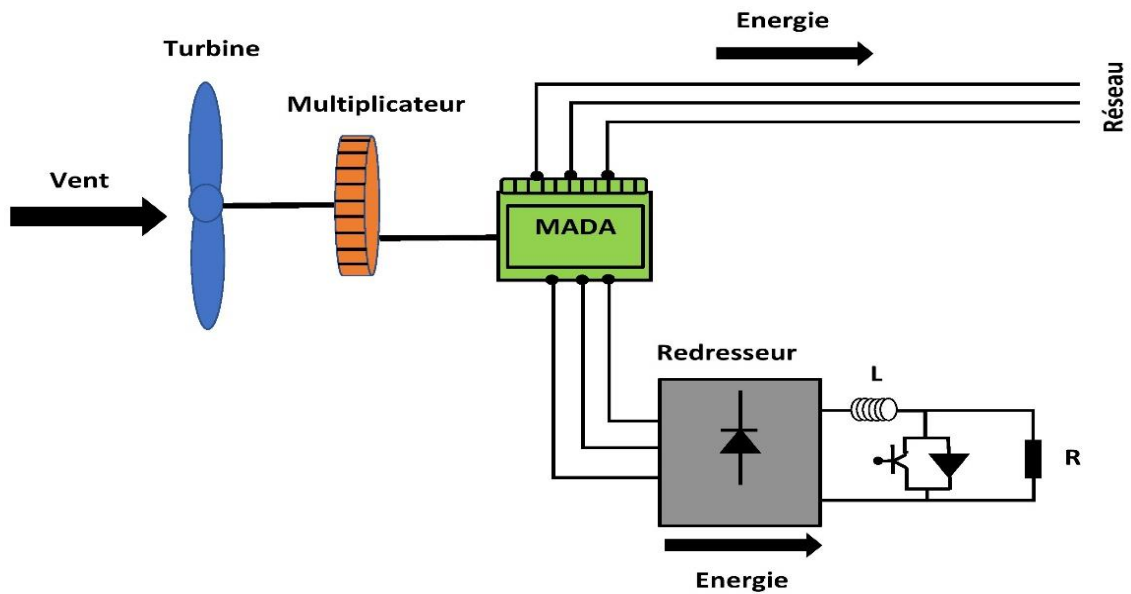 Energie
Turbine
Multiplicateur
Réseau
Vent
MADA
Redresseur
L
R
Energie